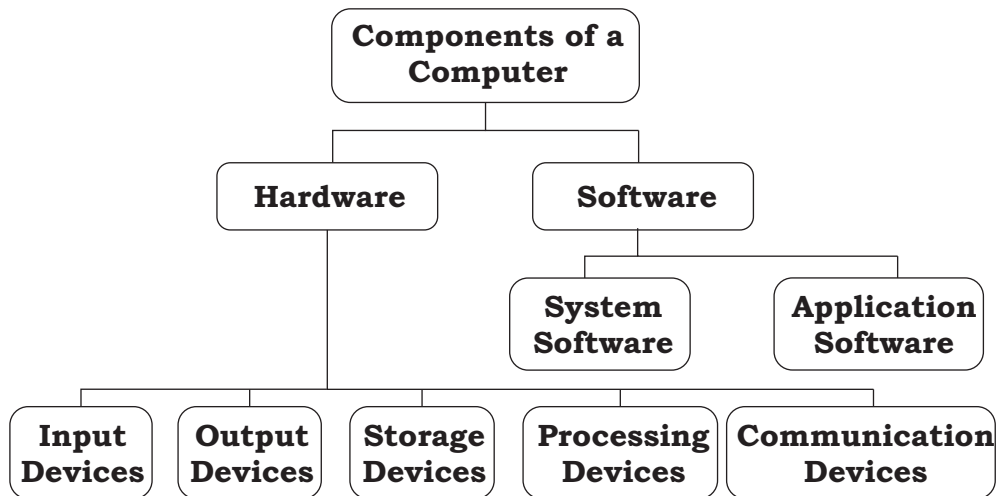 Components of a
Computer
Hardware
Software
System
Software
Application
Software
Input
Devices
Output
Devices
Storage
Devices
Processing
Devices
Communication
Devices